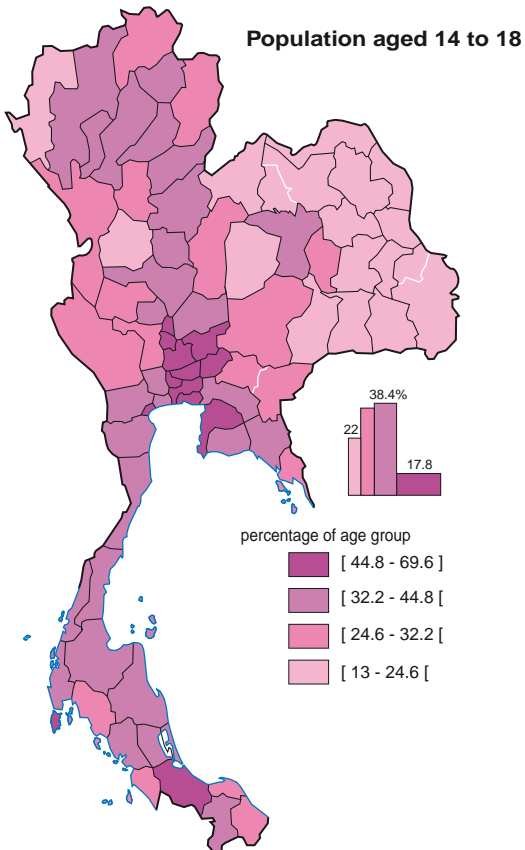 Population aged 14 to 18
38.4%
22
17.8
percentage of age group
[ 44.8 - 69.6 ]
[ 32.2 - 44.8 [
[ 24.6 - 32.2 [
[ 13 - 24.6 [